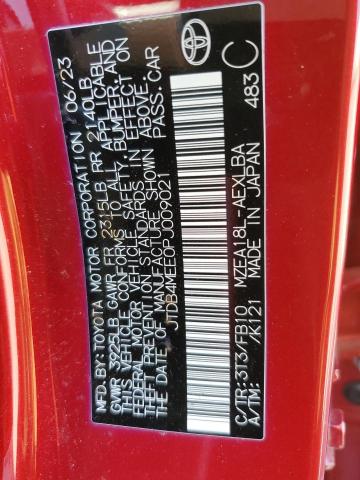 MFD.BY: TOYOTA MOTOR CORPORATION 06/23
GVWR 3925LB GAWR FR 2315LB RR 2140LB
THIS VEHICLE CONFORMS TO ALL APPLICABLE
FEDERAL MOTOR VEHICLE SAFETY, BUMPER, AND
THEFT PREVENTION STANDARDS IN EFFECT ON
THE DATE OF MANUFACTURE SHOWN ABOVE.
JTDB4MEE0PJ009021 PASS.CAR
C/TR: 3T3/FB10 MZEA18L-AEXLBA
A/TM: /K121 MADE IN JAPAN 483
C